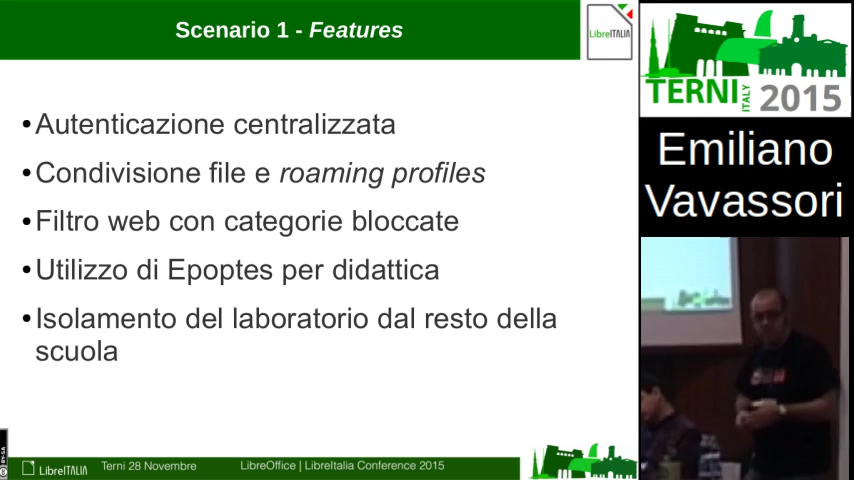 Scenario 1 - Features
LibreITALIA
• Autenticazione centralizzata
• Condivisione file e roaming profiles
• Filtro web con categorie bloccate
• Utilizzo di Epoptes per didattica
• Isolamento del laboratorio dal resto della
scuola
BY-SA
LibreITALIA
Terni 28 Novembre
LibreOffice | LibreItalia Conference 2015
TERNI
ITALY
2015
Emiliano
Vavassori